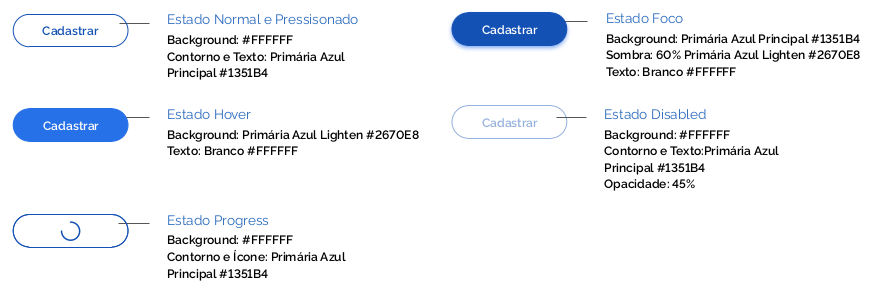 Cadastrar
Estado Normal e Pressisonado
Background: #FFFFFF
Contorno e Texto: Primária Azul
Principal #1351B4
Cadastrar
Estado Foco
Background: Primária Azul Principal #1351B4
Sombra: 60% Primária Azul Lighten #2670E8
Texto: Branco #FFFFFF
Cadastrar
Estado Hover
Background: Primária Azul Lighten #2670E8
Texto: Branco #FFFFFF
Cadastrar
Estado Disabled
Background: #FFFFFF
Contorno e Texto:Primária Azul
Principal #1351B4
Opacidade: 45%
Estado Progress
Background: #FFFFFF
Contorno e Ícone: Primária Azul
Principal #1351B4